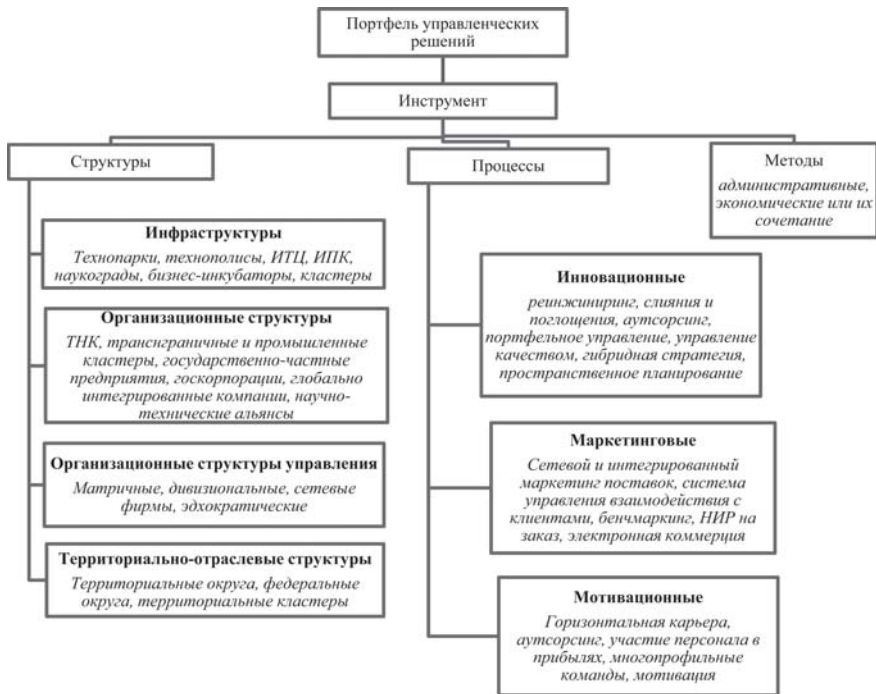 Портфель управленческих
решений
Инструмент
Структуры
Инфраструктуры
Технопарки, технополисы, ИТЦ, ИПК,
наукограды, бизнес-инкубаторы, кластеры
Организационные структуры
ТНК, трансграничные и промышленные
кластеры, государственно-частные
предприятия, госкорпорации, глобально
интегрированные компании, научно-
технические альянсы
Организационные структуры управления
Матричные, дивизиональные, сетевые
фирмы, эдхократические
Территориально-отраслевые структуры
Территориальные округа, федеральные
округа, территориальные кластеры
Процессы
Инновационные
реинжиниринг, слияния и
поглощения, аутсорсинг,
портфельное управление, управление
качеством, гибридная стратегия,
пространственное планирование
Маркетинговые
Сетевой и интегрированный
маркетинг поставок, система
управления взаимодействия с
клиентами, бенчмаркинг, НИР на
заказ, электронная коммерция
Мотивационные
Горизонтальная карьера,
аутсорсинг, участие персонала в
прибылях, многопрофильные
команды, мотивация
Методы
административные,
экономические или их
сочетание